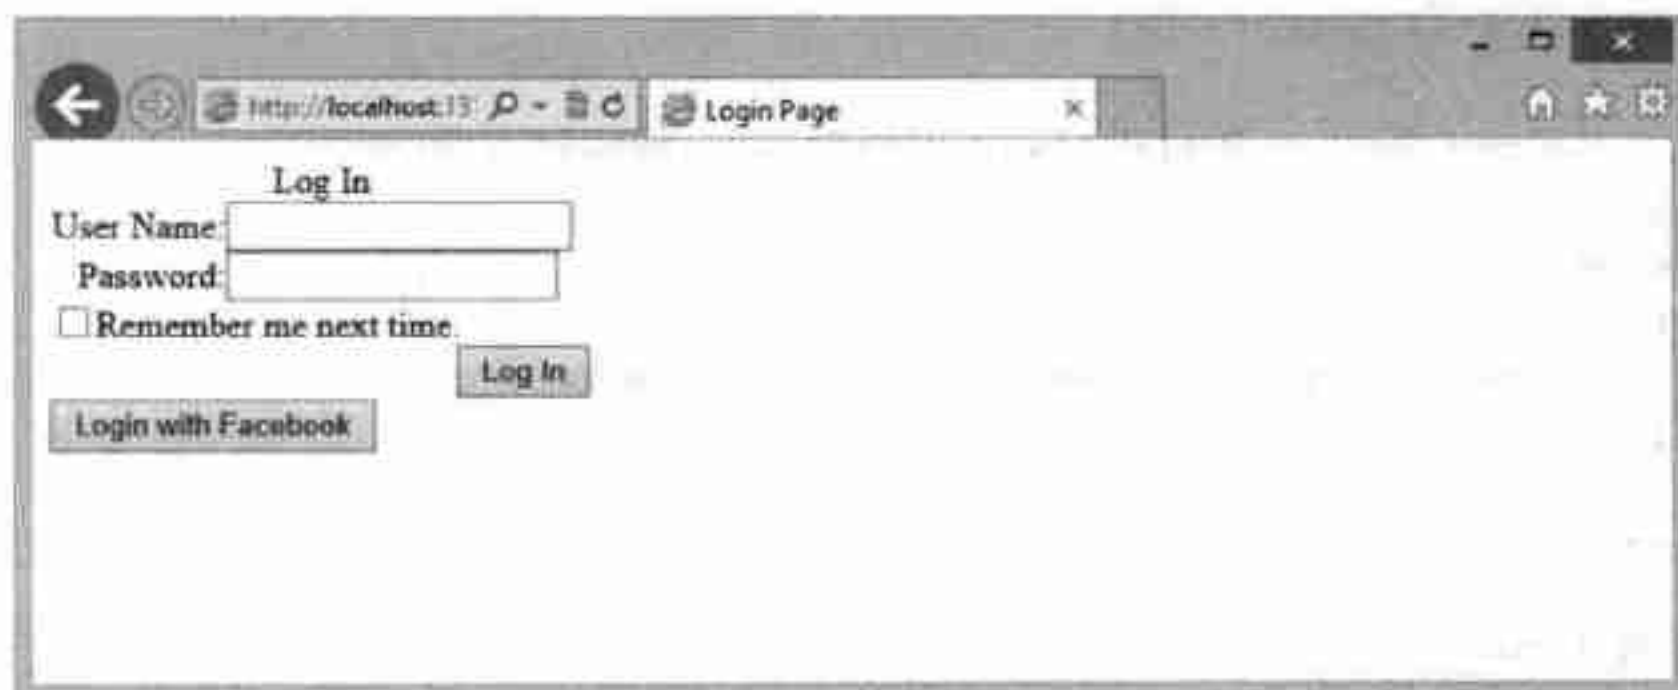 http://localhost:13
Login Page
Log In
User Name:
Password:
Remember me next time.
Log In
Login with Facebook